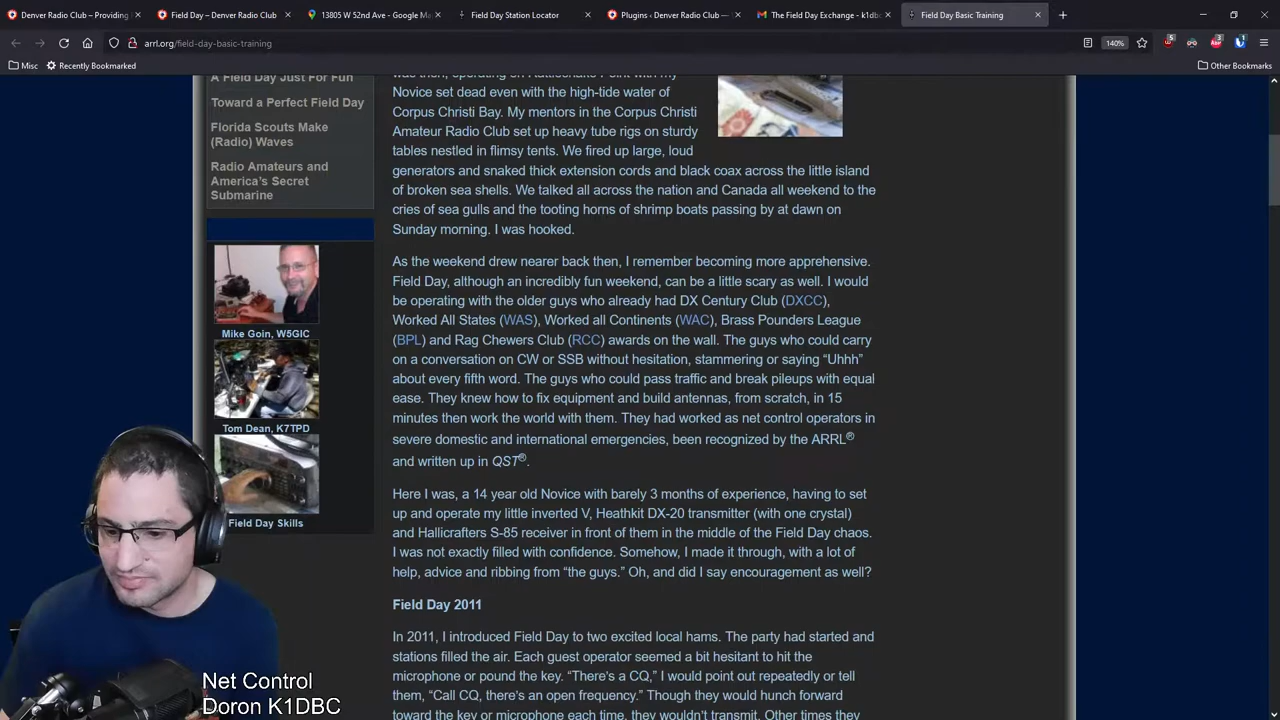 Denver Radio Club – Providing
Field Day – Denver Radio Club
13805 W 52nd Ave - Google Ma
Field Day Station Locator
Plugins ‹ Denver Radio Club —
The Field Day Exchange - k1db
Field Day Basic Training
arrl.org/field-day-basic-training
140%
Misc
Recently Bookmarked
Other Bookmarks
A Field Day Just For Fun
Toward a Perfect Field Day
Florida Scouts Make
(Radio) Waves
Radio Amateurs and
America's Secret
Submarine
Mike Goin, W5GIC
Tom Dean, K7TPD
Field Day Skills
was then, operating on Rattlesnake Point with my
Novice set dead even with the high-tide water of
Corpus Christi Bay. My mentors in the Corpus Christi
Amateur Radio Club set up heavy tube rigs on sturdy
tables nestled in flimsy tents. We fired up large, loud
generators and snaked thick extension cords and black coax across the little island
of broken sea shells. We talked all across the nation and Canada all weekend to the
cries of sea gulls and the tooting horns of shrimp boats passing by at dawn on
Sunday morning. I was hooked.
As the weekend drew nearer back then, I remember becoming more apprehensive.
Field Day, although an incredibly fun weekend, can be a little scary as well. I would
be operating with the older guys who already had DX Century Club (DXCC),
Worked All States (WAS), Worked all Continents (WAC), Brass Pounders League
(BPL) and Rag Chewers Club (RCC) awards on the wall. The guys who could carry
on a conversation on CW or SSB without hesitation, stammering or saying “Uhhh”
about every fifth word. The guys who could pass traffic and break pileups with equal
ease. They knew how to fix equipment and build antennas, from scratch, in 15
minutes then work the world with them. They had worked as net control operators in
severe domestic and international emergencies, been recognized by the ARRL®
and written up in QST®.
Here I was, a 14 year old Novice with barely 3 months of experience, having to set
up and operate my little inverted V, Heathkit DX-20 transmitter (with one crystal)
and Hallicrafters S-85 receiver in front of them in the middle of the Field Day chaos.
I was not exactly filled with confidence. Somehow, I made it through, with a lot of
help, advice and ribbing from “the guys.” Oh, and did I say encouragement as well?
Field Day 2011
In 2011, I introduced Field Day to two excited local hams. The party had started and
stations filled the air. Each guest operator seemed a bit hesitant to hit the
microphone or pound the key. “There's a CQ,” I would point out repeatedly or tell
them, “Call CQ, there's an open frequency.” Though they would hunch forward
toward the key or microphone each time, they wouldn't transmit. Other times they
Net Control
Doron K1DBC